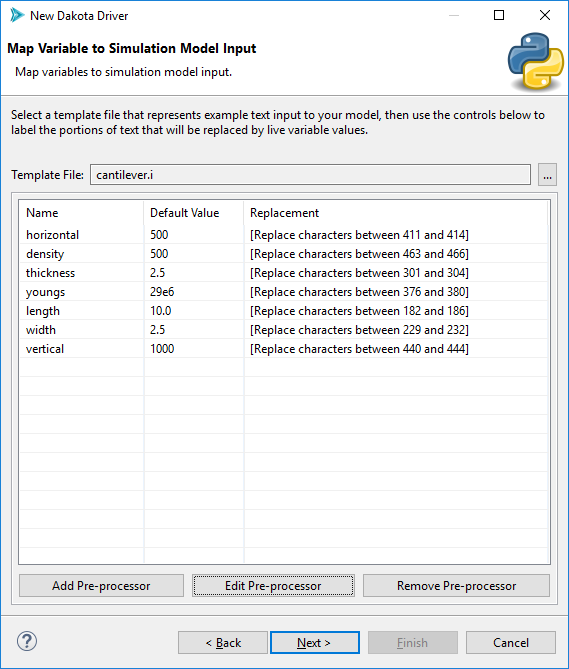 New Dakota Driver
Map Variable to Simulation Model Input
Map variables to simulation model input.
Select a template file that represents example text input to your model, then use the controls below to
label the portions of text that will be replaced by live variable values.
Template File: cantilever.i ...
Name Default Value Replacement
horizontal 500 [Replace characters between 411 and 414]
density 500 [Replace characters between 463 and 466]
thickness 2.5 [Replace characters between 301 and 304]
youngs 29e6 [Replace characters between 376 and 380]
length 10.0 [Replace characters between 182 and 186]
width 2.5 [Replace characters between 229 and 232]
vertical 1000 [Replace characters between 440 and 444]
Add Pre-processor Edit Pre-processor Remove Pre-processor
? < Back Next > Finish Cancel